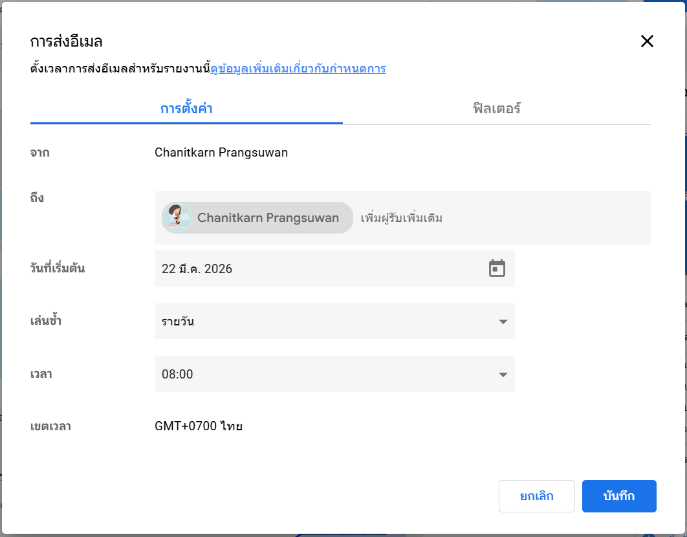 การส่งอีเมล
ตั้งเวลาการส่งอีเมลสำหรับรายงานนี้ดูข้อมูลเพิ่มเติมเกี่ยวกับกำหนดการ
การตั้งค่า ฟิลเตอร์
จาก Chanitkarn Prangsuwan
ถึง Chanitkarn Prangsuwan เพิ่มผู้รับเพิ่มเติม
วันที่เริ่มต้น 22 มี.ค. 2026
เล่นซ้ำ รายวัน
เวลา 08:00
เขตเวลา GMT+0700 ไทย
ยกเลิก บันทึก